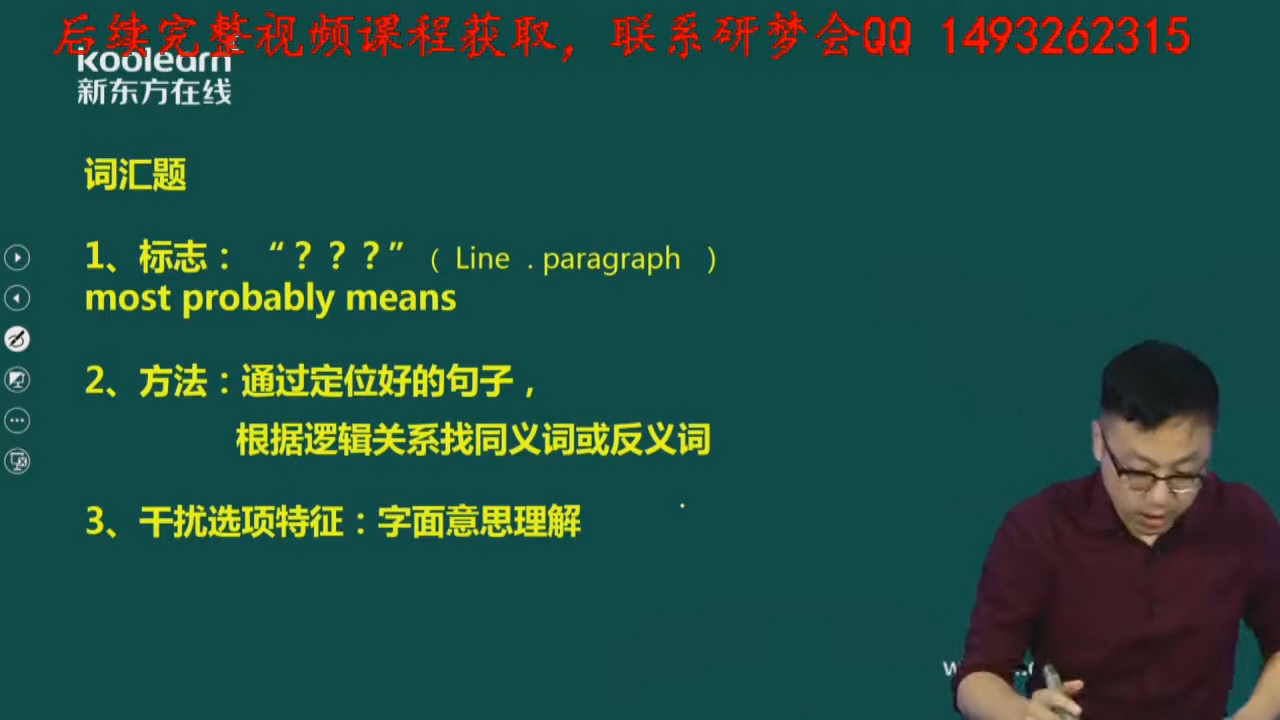 后续完整视频课程获取，联系研梦会QQ 1493262315
koolearn
新东方在线
词汇题
1、标志：“？？？”（ Line . paragraph ）
most probably means
2、方法：通过定位好的句子，
根据逻辑关系找同义词或反义词
3、干扰选项特征：字面意思理解